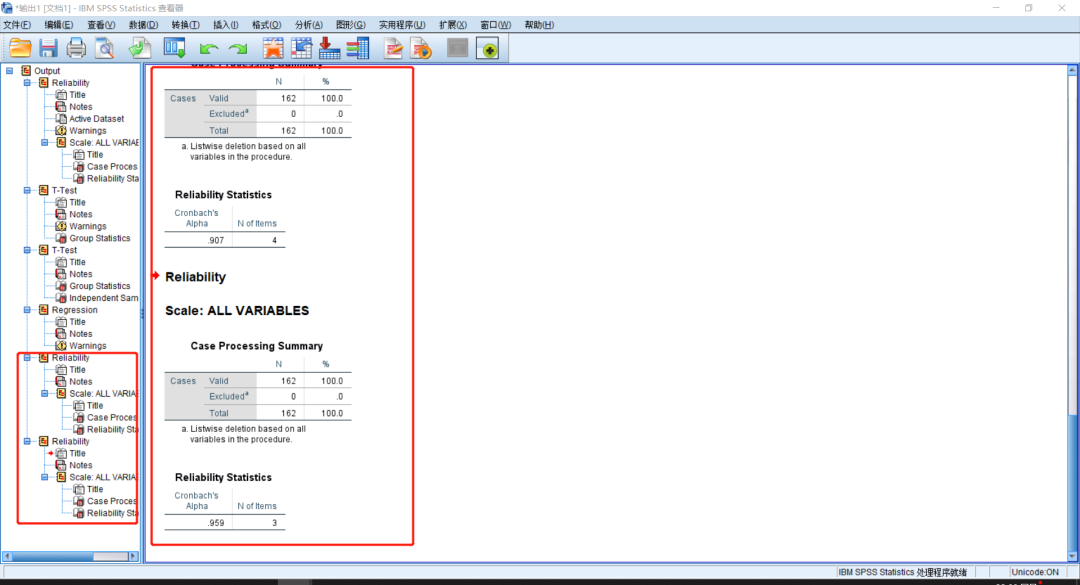 *输出1 [文档1] - IBM SPSS Statistics 查看器
文件(F) 编辑(E) 查看(V) 数据(D) 转换(T) 插入(I) 格式(O) 分析(A) 图形(G) 实用程序(U) 扩展(X) 窗口(W) 帮助(H)
Output
Reliability
Title
Notes
Active Dataset
Warnings
Scale: ALL VARIAE
Title
Case Proces
Reliability Sta
T-Test
Title
Notes
Warnings
Group Statistics
T-Test
Title
Notes
Group Statistics
Independent Sam
Regression
Title
Notes
Warnings
Reliability
Title
Notes
Scale: ALL VARIA
Title
Case Proces
Reliability Sta
Reliability
Title
Notes
Scale: ALL VARIA
Title
Case Proces
Reliability Sta
Case Processing Summary
N %
Cases Valid 162 100.0
Excludedª 0 .0
Total 162 100.0
a. Listwise deletion based on all
variables in the procedure.
Reliability Statistics
Cronbach's
Alpha N of Items
.907 4
Reliability
Scale: ALL VARIABLES
Case Processing Summary
N %
Cases Valid 162 100.0
Excludedª 0 .0
Total 162 100.0
a. Listwise deletion based on all
variables in the procedure.
Reliability Statistics
Cronbach's
Alpha N of Items
.959 3
IBM SPSS Statistics 处理程序就绪 Unicode:ON